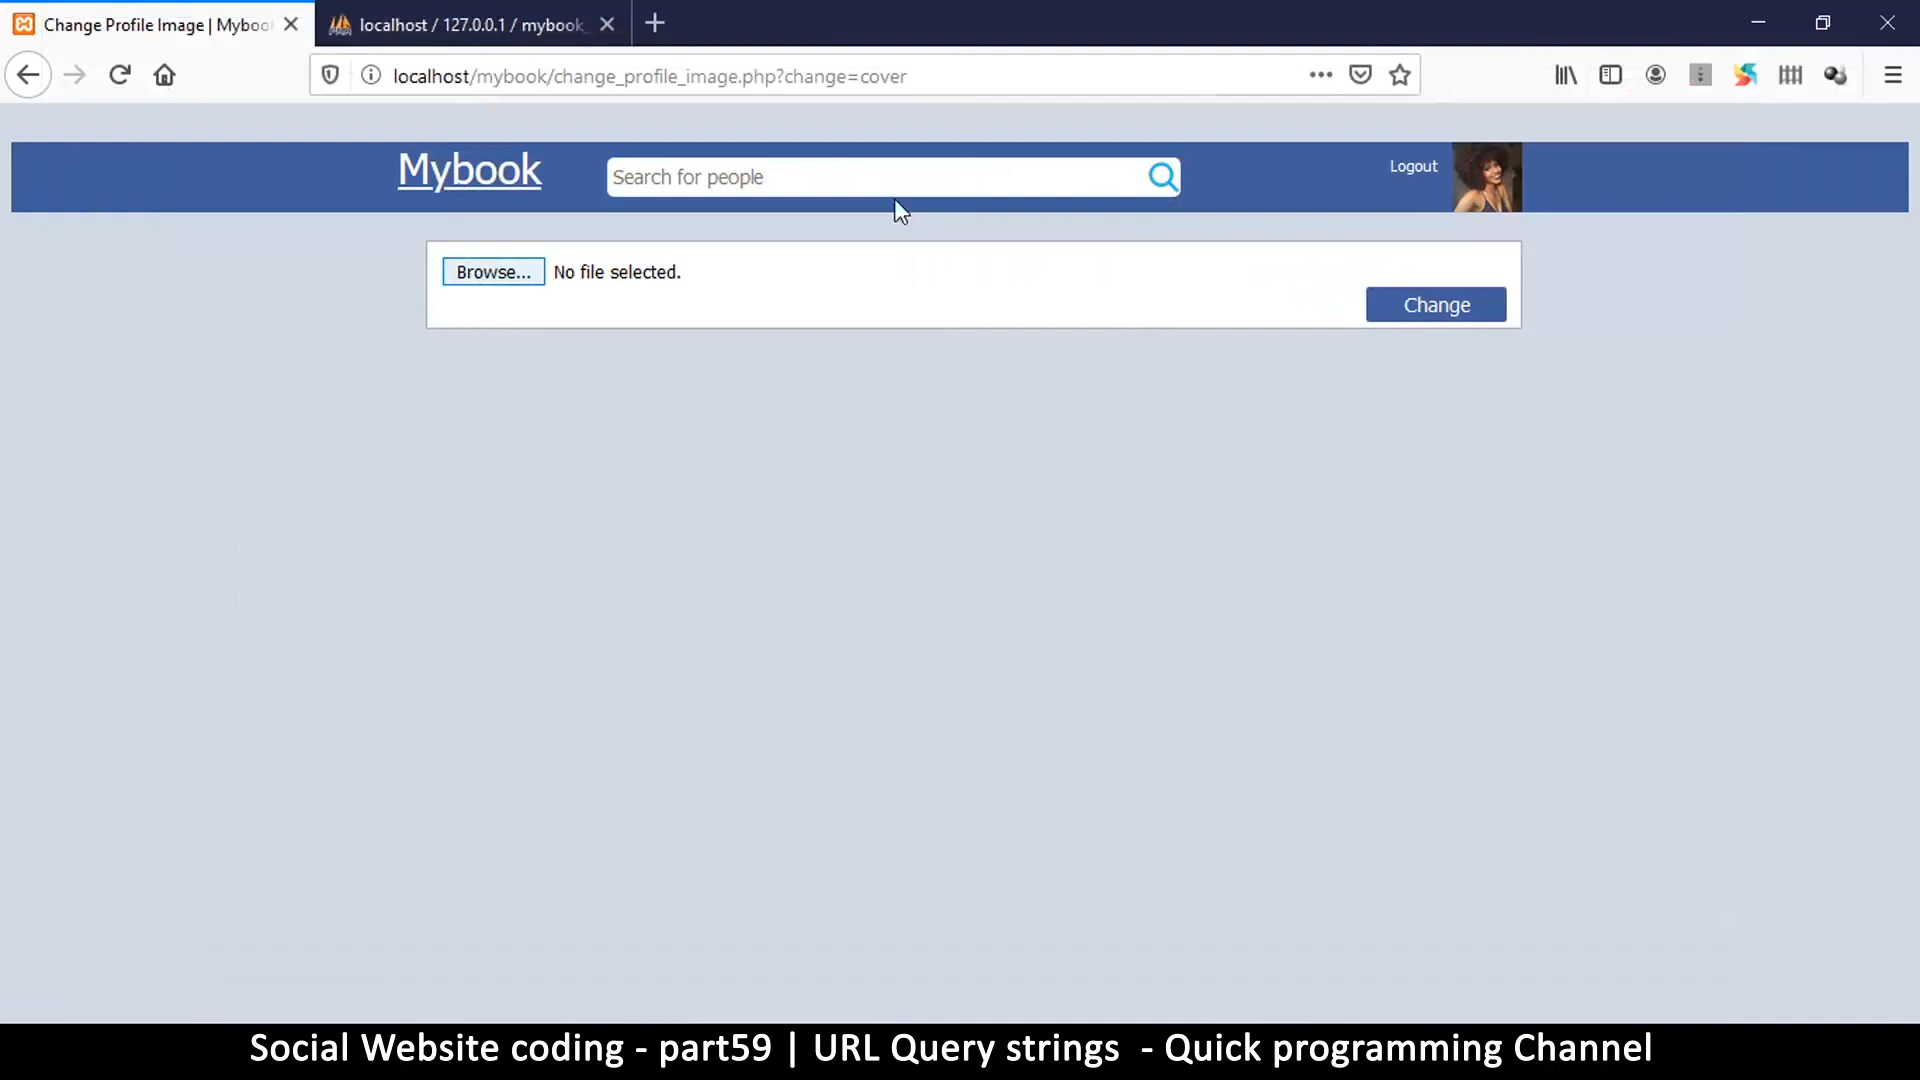 Change Profile Image | Myboo
localhost / 127.0.0.1 / mybook_
localhost/mybook/change_profile_image.php?change=cover
Mybook
Search for people
Logout
Browse... No file selected.
Change
Social Website coding - part59 | URL Query strings - Quick programming Channel